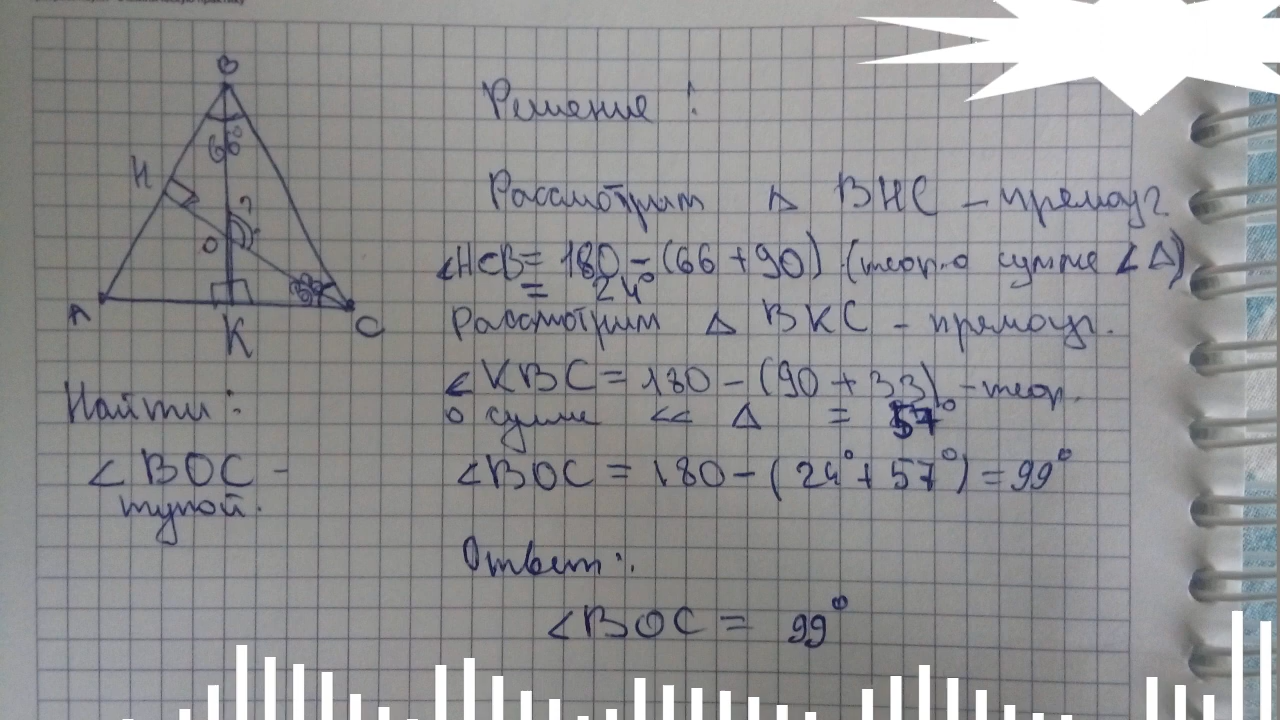 B
66°
H
?
O
33°
A
K
C
Найти:
∠BOC -
тупой.
Решение:
Рассмотрим Δ BHC - прямоуг
∠HCB = 180 - (66 + 90) (теор. о сумме ∠Δ)
= 24°
Рассмотрим Δ BKC - прямоуг.
∠KBC = 180 - (90 + 33) - теор.
о сумме ∠∠ Δ = 57°
∠BOC = 180 - (24° + 57°) = 99°
Ответ:
∠BOC = 99°